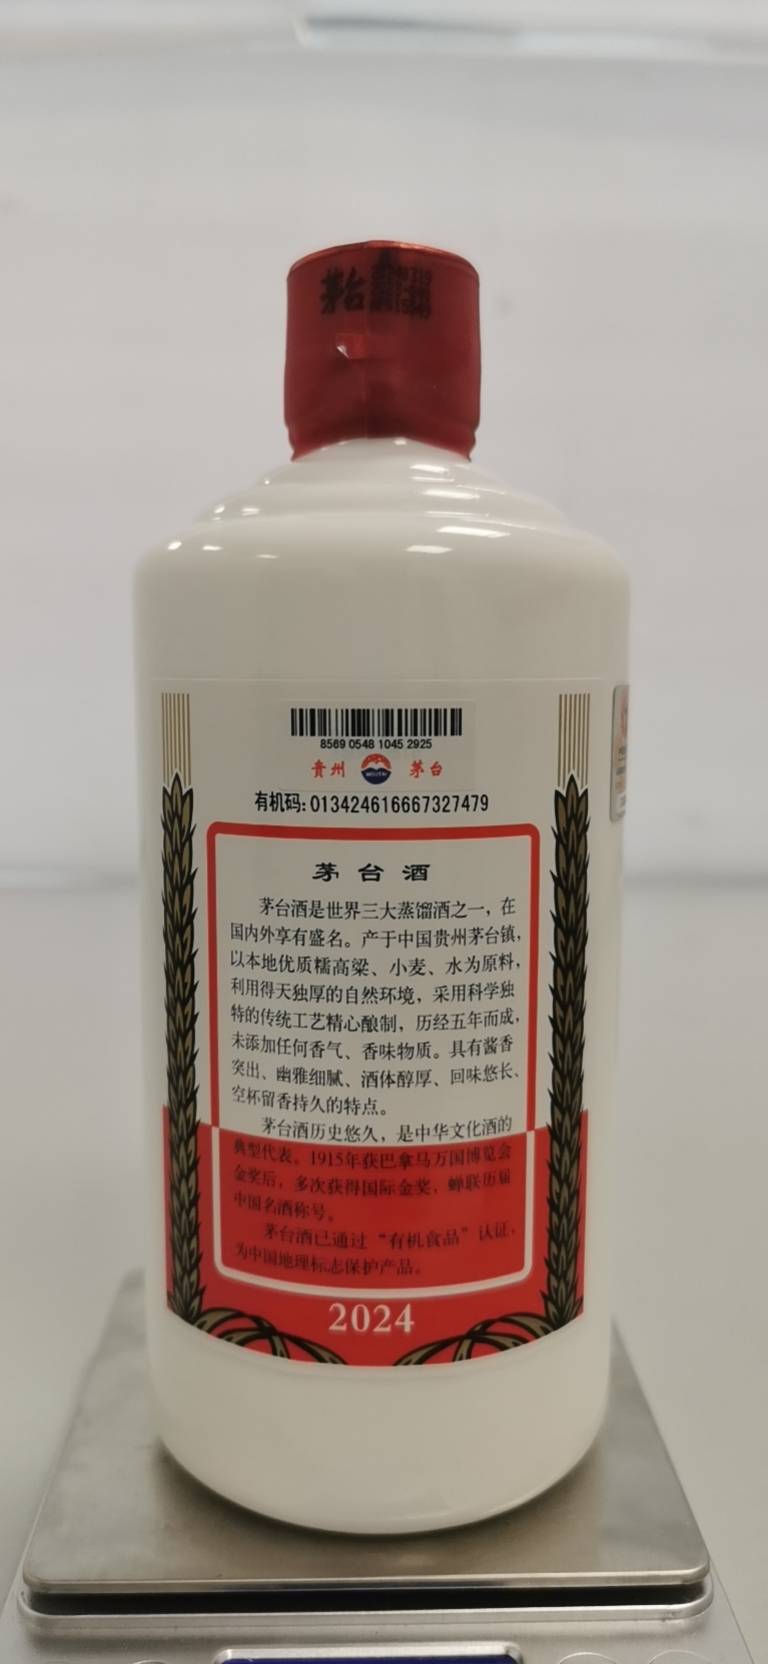 茅台
8569 0548 1045 2925
贵州 茅台
有机码:013424616667327479
茅台酒
茅台酒是世界三大蒸馏酒之一，在
国内外享有盛名。产于中国贵州茅台镇，
以本地优质糯高粱、小麦、水为原料，
利用得天独厚的自然环境，采用科学独
特的传统工艺精心酿制，历经五年而成，
未添加任何香气、香味物质。具有酱香
突出、幽雅细腻、酒体醇厚、回味悠长、
空杯留香持久的特点。
茅台酒历史悠久，是中华文化酒的
典型代表。1915年获巴拿马万国博览会
金奖后，多次获得国际金奖，蝉联历届
中国名酒称号。
茅台酒已通过“有机食品”认证，
为中国地理标志保护产品。
2024